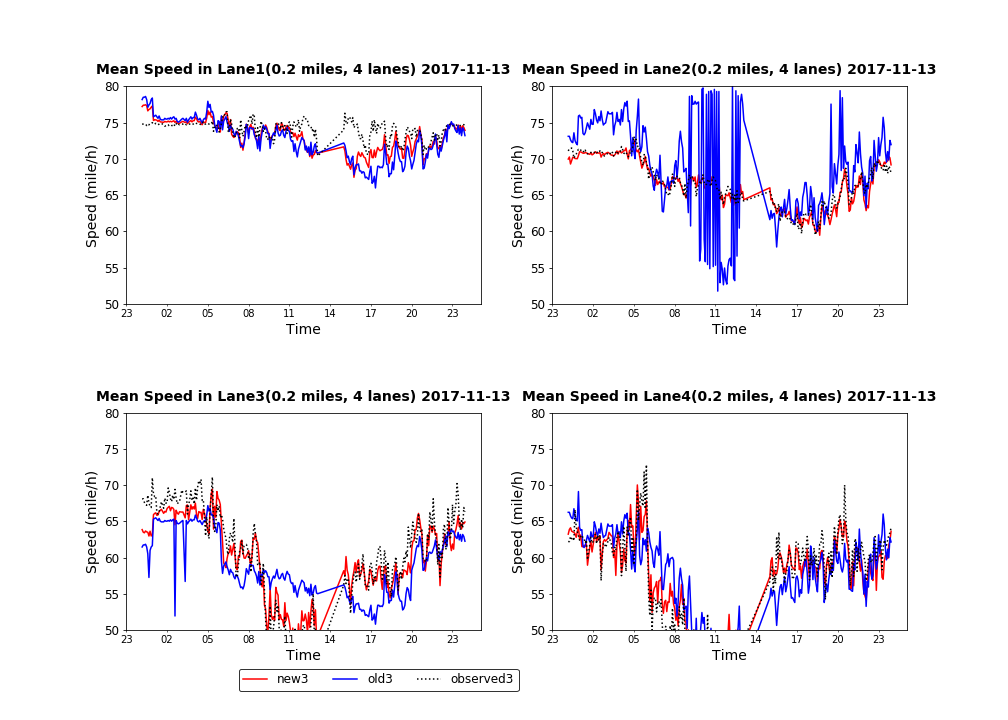 Mean Speed in Lane1(0.2 miles, 4 lanes) 2017-11-13
Speed (mile/h)
80
75
70
65
60
55
50
23 02 05 08 11 14 17 20 23
Time
Mean Speed in Lane2(0.2 miles, 4 lanes) 2017-11-13
Speed (mile/h)
80
75
70
65
60
55
50
23 02 05 08 11 14 17 20 23
Time
Mean Speed in Lane3(0.2 miles, 4 lanes) 2017-11-13
Speed (mile/h)
80
75
70
65
60
55
50
23 02 05 08 11 14 17 20 23
Time
Mean Speed in Lane4(0.2 miles, 4 lanes) 2017-11-13
Speed (mile/h)
80
75
70
65
60
55
50
23 02 05 08 11 14 17 20 23
Time
new3 old3 observed3